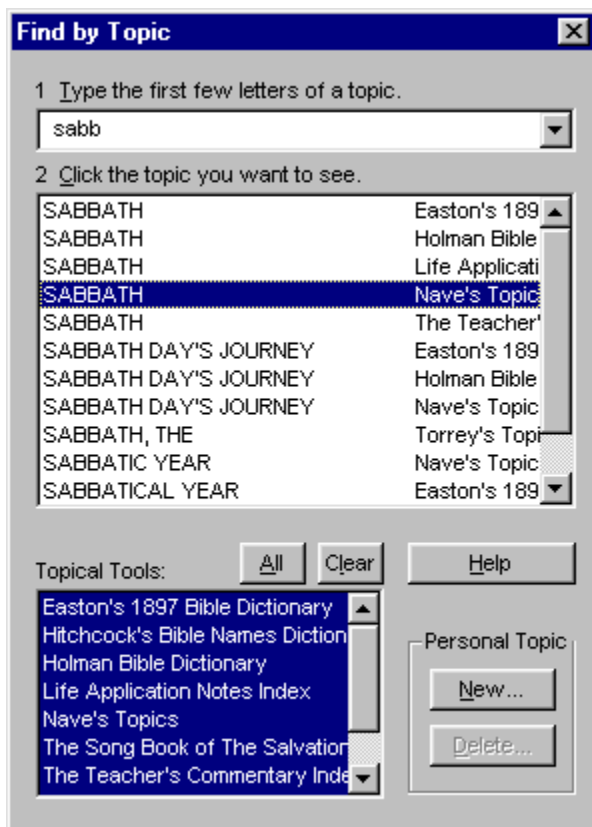 Find by Topic
1 Type the first few letters of a topic.
sabb
2 Click the topic you want to see.
SABBATH Easton's 189
SABBATH Holman Bible
SABBATH Life Applicati
SABBATH Nave's Topic
SABBATH The Teacher'
SABBATH DAY'S JOURNEY Easton's 189
SABBATH DAY'S JOURNEY Holman Bible
SABBATH DAY'S JOURNEY Nave's Topic
SABBATH, THE Torrey's Topi
SABBATIC YEAR Nave's Topic
SABBATICAL YEAR Easton's 189
Topical Tools: All Clear Help
Easton's 1897 Bible Dictionary
Hitchcock's Bible Names Diction
Holman Bible Dictionary
Life Application Notes Index
Nave's Topics
The Song Book of The Salvation
The Teacher's Commentary Inde
Personal Topic
New...
Delete...